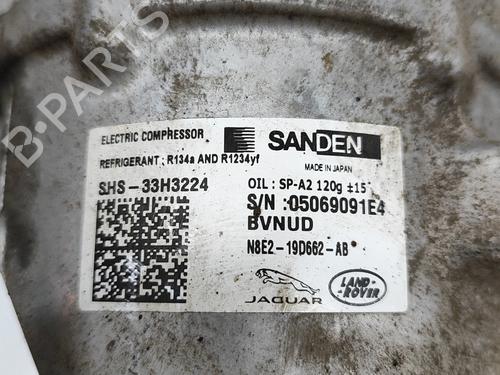 B-PARTS
ELECTRIC COMPRESSOR
SANDEN
REFRIGERANT ; R134a AND R1234yf
MADE IN JAPAN
SHS-33H3224
OIL : SP-A2 120g ±15
S/N :05069091E4
BVNUD
N8E2-19D662-AB
JAGUAR
LAND-
ROVER